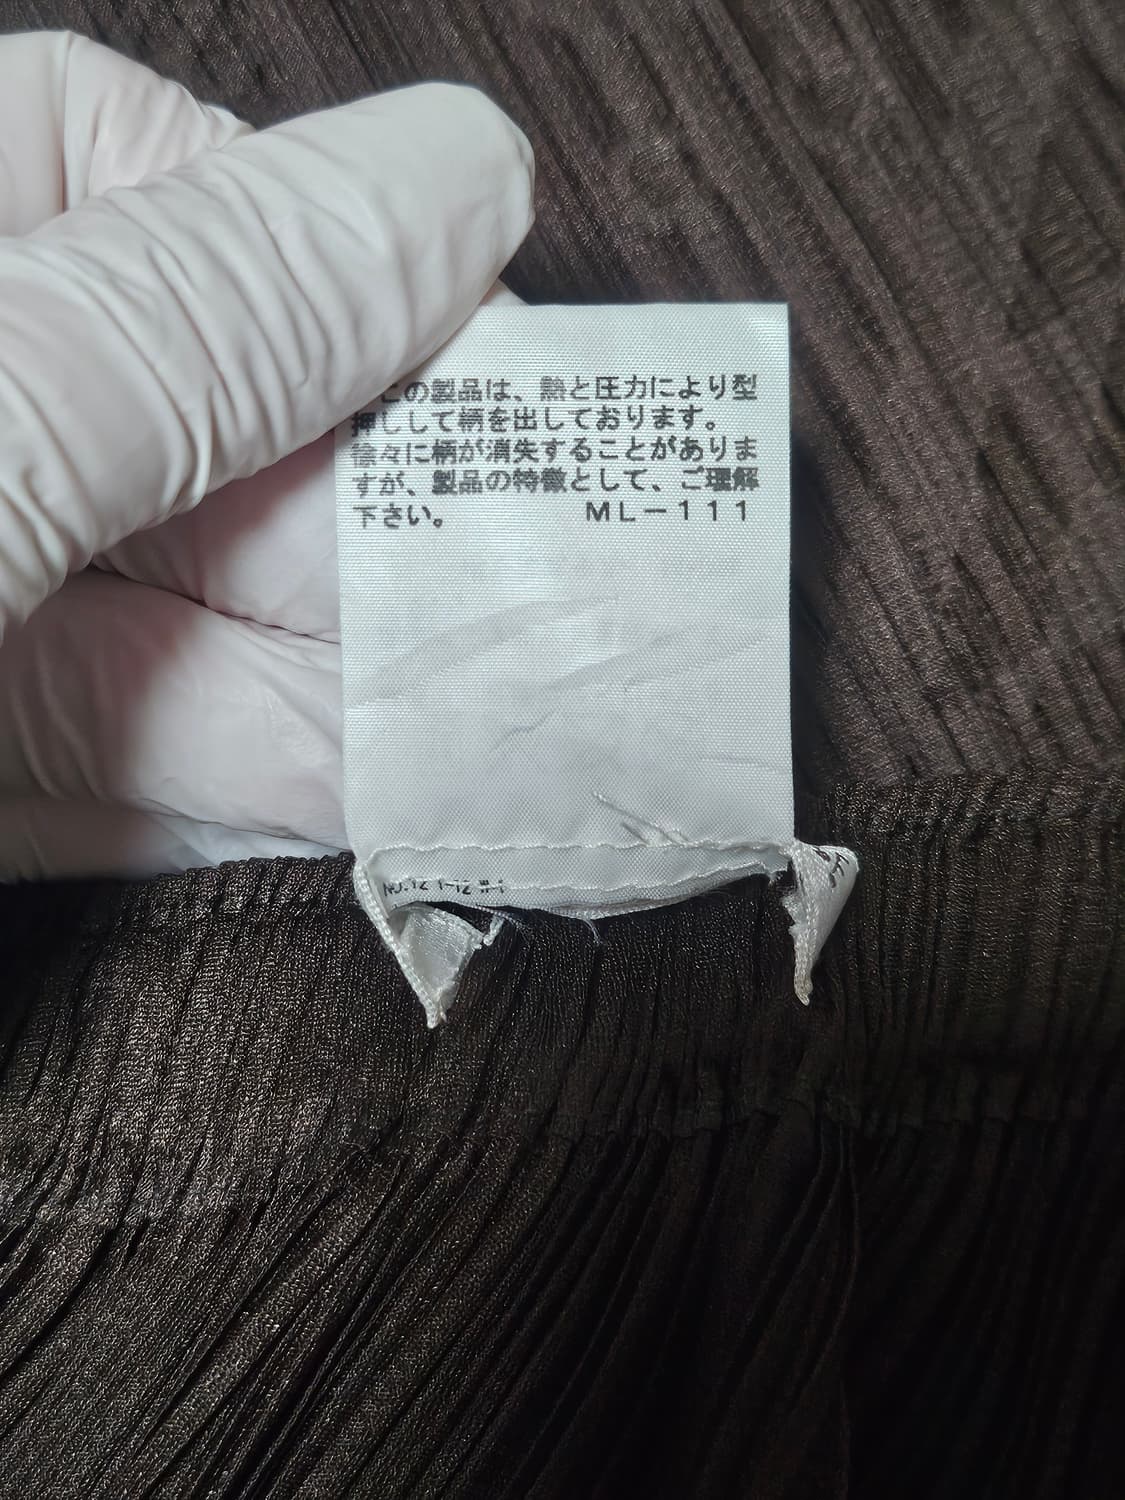 この製品は、熱と圧力により型
押しして柄を出しております。
徐々に柄が消失することがありま
すが、製品の特徴として、ご理解
下さい。 ML－111